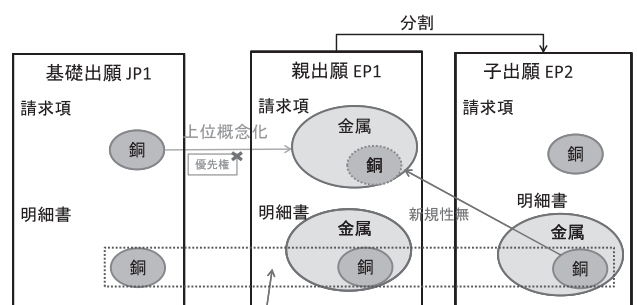 分割
基礎出願 JP1
請求項
銅
上位概念化
優先権
明細書
銅
親出願 EP1
請求項
金属
銅
明細書
金属
銅
新規性無
子出願 EP2
請求項
銅
明細書
金属
銅